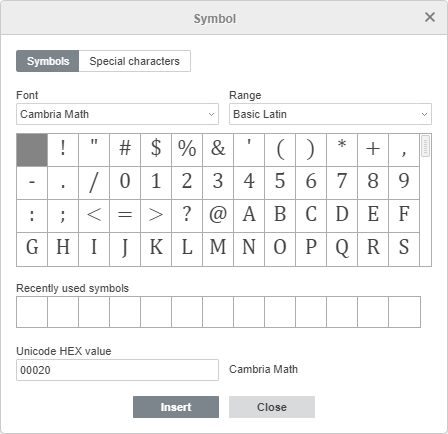 Symbol
Symbols Special characters
Font Range
Cambria Math Basic Latin
! " # $ % & ' ( ) * + ,
- . / 0 1 2 3 4 5 6 7 8 9
: ; < = > ? @ A B C D E F
G H I J K L M N O P Q R S
Recently used symbols
Unicode HEX value
00020 Cambria Math
Insert Close